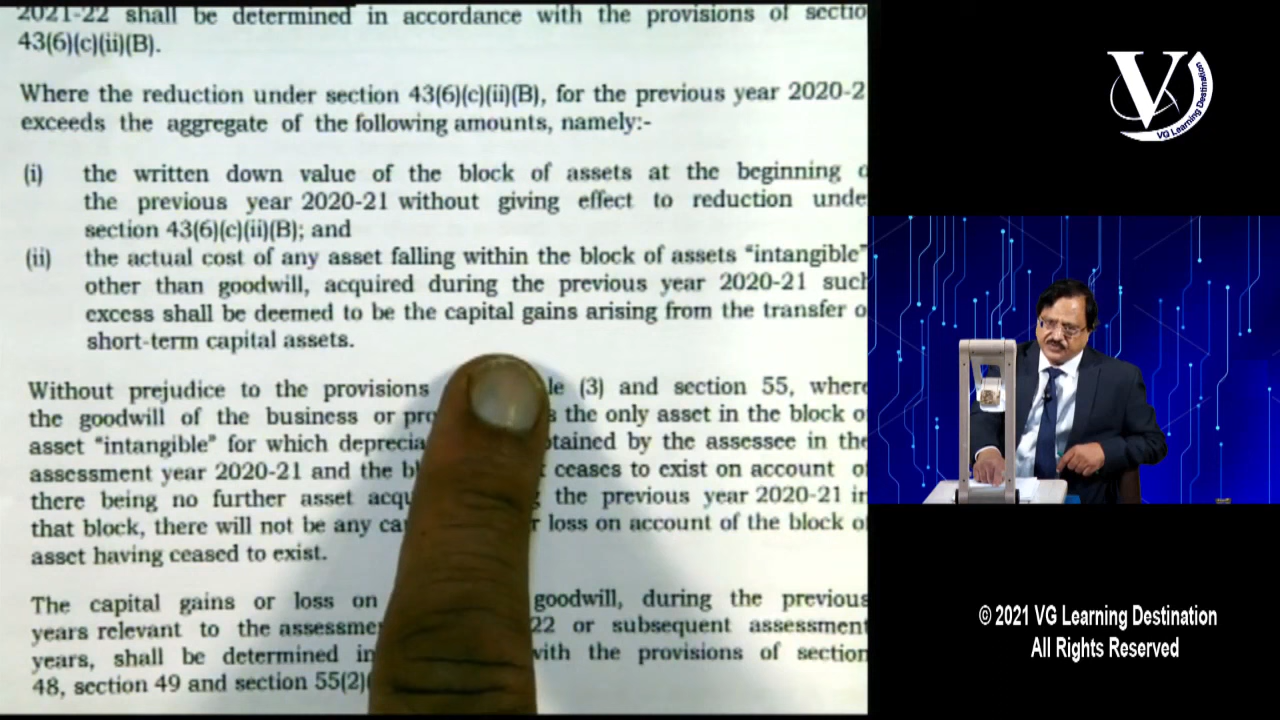 2021-22 shall be determined in accordance with the provisions of sectio
43(6)(c)(ii)(B).
Where the reduction under section 43(6)(c)(ii)(B), for the previous year 2020-2
exceeds the aggregate of the following amounts, namely:-
(i) the written down value of the block of assets at the beginning o
the previous year 2020-21 without giving effect to reduction unde
section 43(6)(c)(ii)(B); and
(ii) the actual cost of any asset falling within the block of assets “intangible”
other than goodwill, acquired during the previous year 2020-21 such
excess shall be deemed to be the capital gains arising from the transfer o
short-term capital assets.
Without prejudice to the provisions le (3) and section 55, where
the goodwill of the business or pro s the only asset in the block o
asset “intangible” for which deprecia btained by the assessee in the
assessment year 2020-21 and the bl ceases to exist on account o
there being no further asset acqu g the previous year 2020-21 in
that block, there will not be any ca r loss on account of the block o
asset having ceased to exist.
The capital gains or loss on goodwill, during the previous
years relevant to the assessme 22 or subsequent assessment
years, shall be determined in with the provisions of section
48, section 49 and section 55(2)
V
VG Learning Destination
© 2021 VG Learning Destination
All Rights Reserved